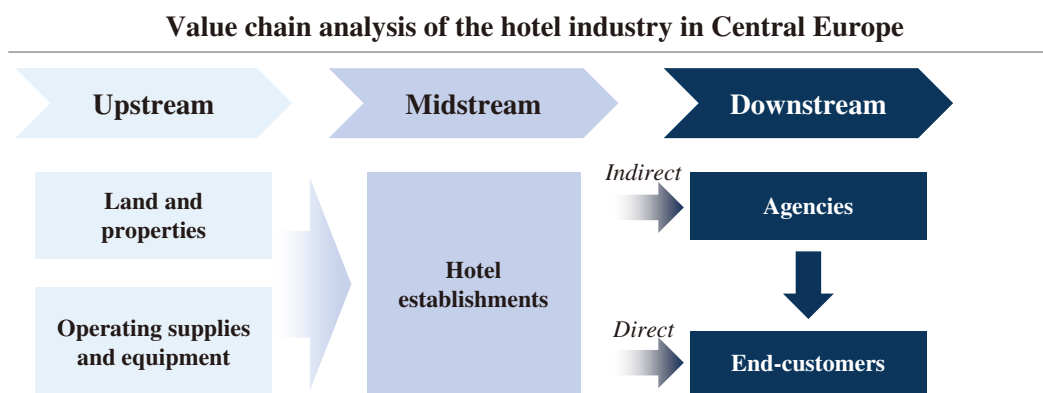 Value chain analysis of the hotel industry in Central Europe
Upstream
Midstream
Downstream
Land and
properties
Operating supplies
and equipment
Hotel
establishments
Indirect
Agencies
Direct
End-customers